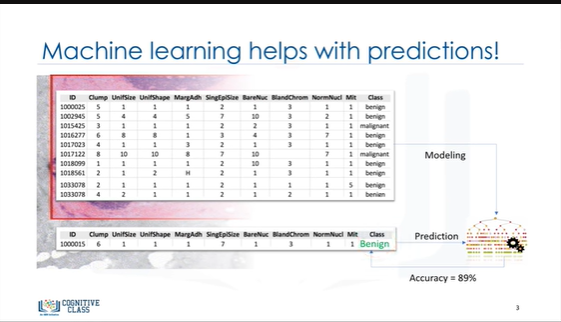 Machine learning helps with predictions!
ID Clump UnifSize UnifShape MargAdh SingEpiSize BareNuc BlandChrom NormNucl Mit Class
1000025 5 1 1 1 2 1 3 1 1 benign
1002945 5 4 4 5 7 10 3 2 1 benign
1015425 3 1 1 1 2 2 3 1 1 malignant
1016277 6 8 8 1 3 4 3 7 1 benign
1017023 4 1 1 3 2 1 3 1 1 benign
1017122 8 10 10 8 7 10 7 1 malignant
1018099 1 1 1 1 2 10 3 1 1 benign
1018561 2 1 2 H 2 1 3 1 1 benign
1033078 2 1 1 1 2 1 1 1 5 benign
1033078 4 2 1 1 2 1 2 1 1 benign
Modeling
ID Clump UnifSize UnifShape MargAdh SingEpiSize BareNuc BlandChrom NormNucl Mit Class
1000015 6 1 1 1 7 1 3 1 1 Benign
Prediction
Accuracy = 89%
COGNITIVE
CLASS
3